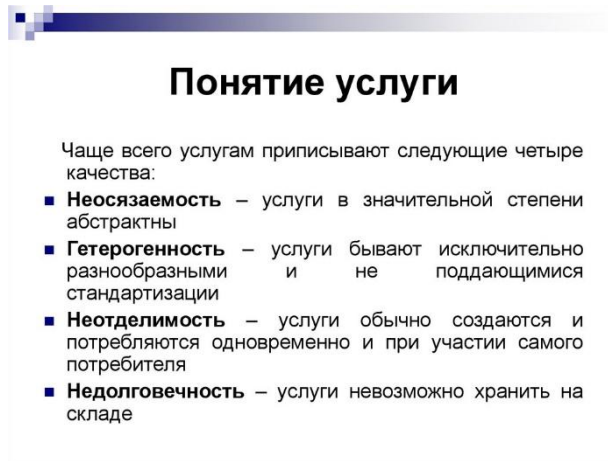 Понятие услуги
Чаще всего услугам приписывают следующие четыре
качества:
Неосязаемость – услуги в значительной степени
абстрактны
Гетерогенность – услуги бывают исключительно
разнообразными и не поддающимися
стандартизации
Неотделимость – услуги обычно создаются и
потребляются одновременно и при участии самого
потребителя
Недолговечность – услуги невозможно хранить на
складе